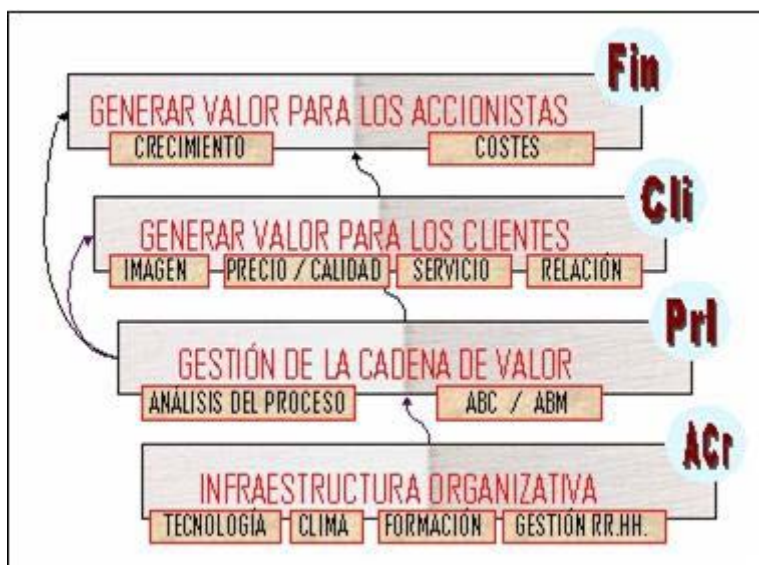 Fin
GENERAR VALOR PARA LOS ACCIONISTAS
CRECIMIENTO COSTES
Cli
GENERAR VALOR PARA LOS CLIENTES
IMAGEN PRECIO / CALIDAD SERVICIO RELACIÓN
PrI
GESTIÓN DE LA CADENA DE VALOR
ANÁLISIS DEL PROCESO ABC / ABM
ACr
INFRAESTRUCTURA ORGANIZATIVA
TECNOLOGÍA CLIMA FORMACIÓN GESTIÓN RR.HH.